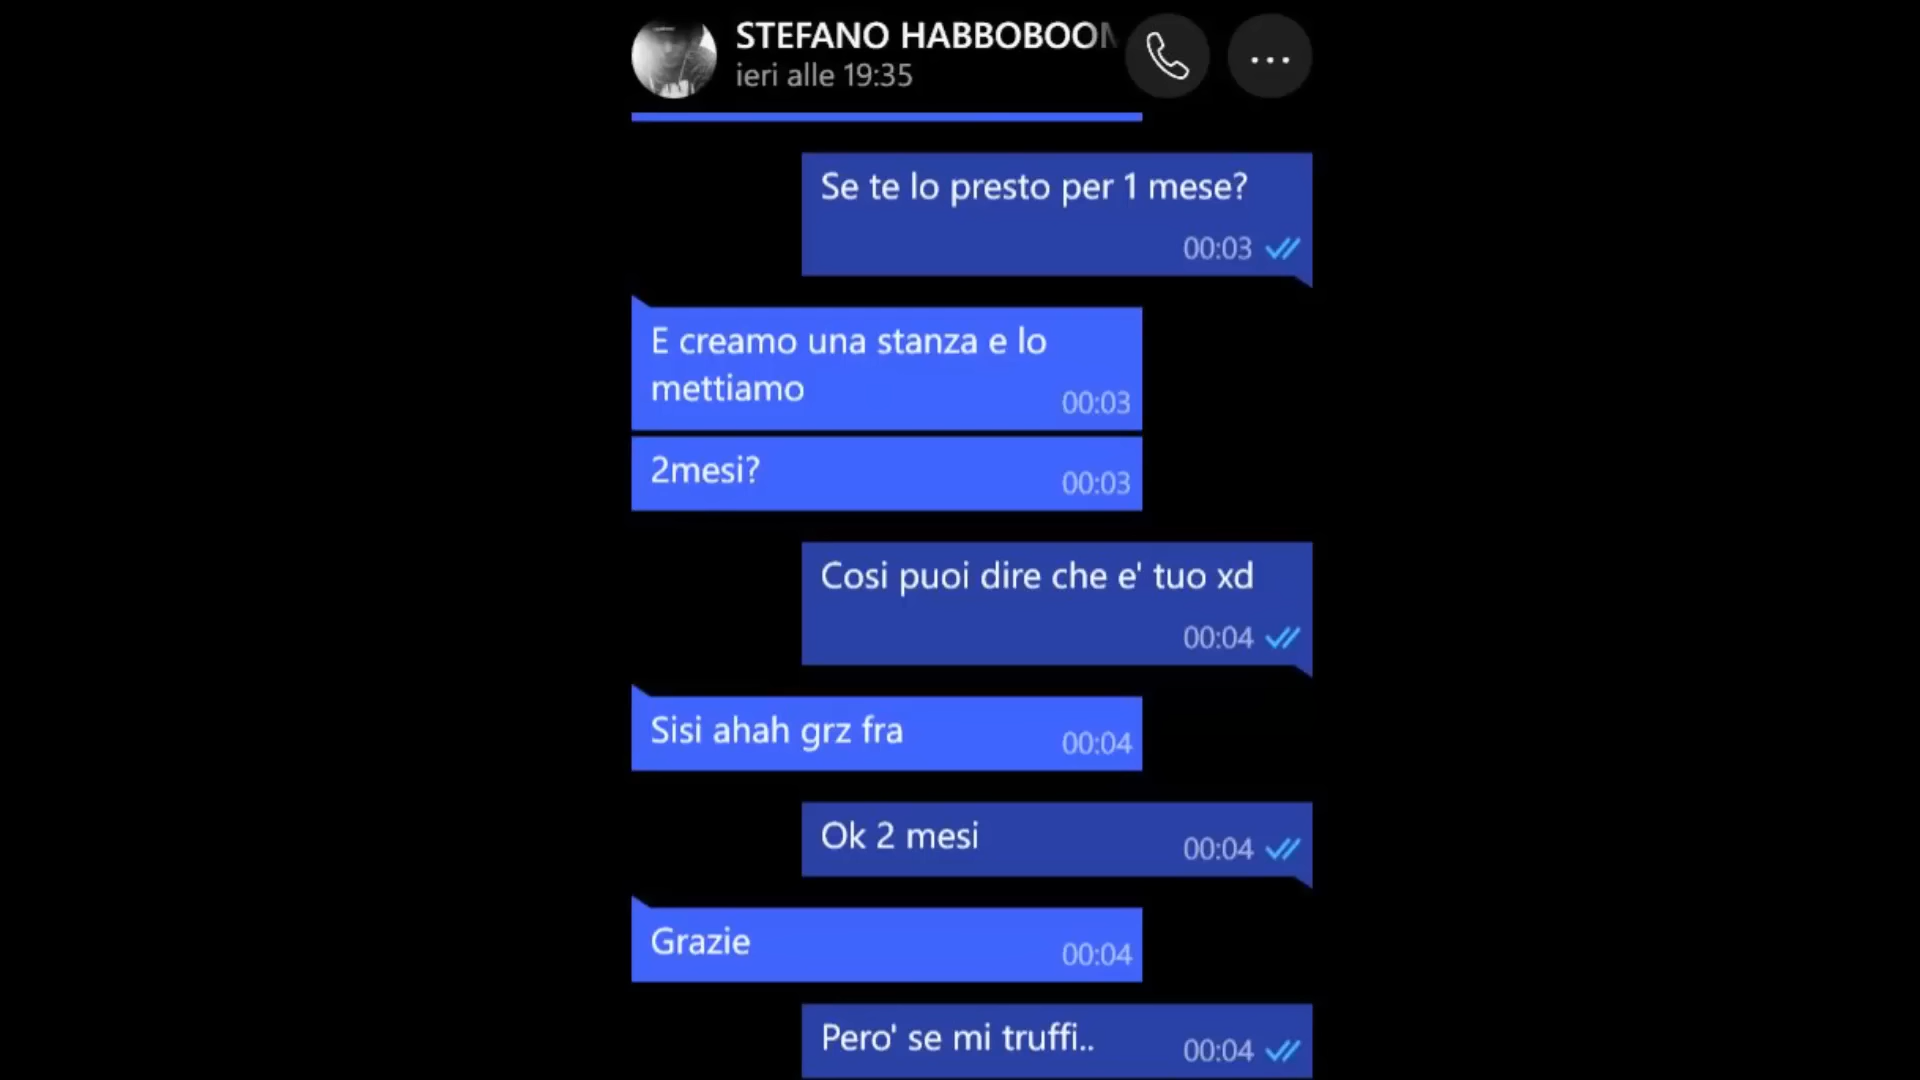 STEFANO HABBOBOOM
ieri alle 19:35
Se te lo presto per 1 mese?
00:03
E creamo una stanza e lo
mettiamo
00:03
2mesi?
00:03
Cosi puoi dire che e' tuo xd
00:04
Sisi ahah grz fra
00:04
Ok 2 mesi
00:04
Grazie
00:04
Pero' se mi truffi..
00:04